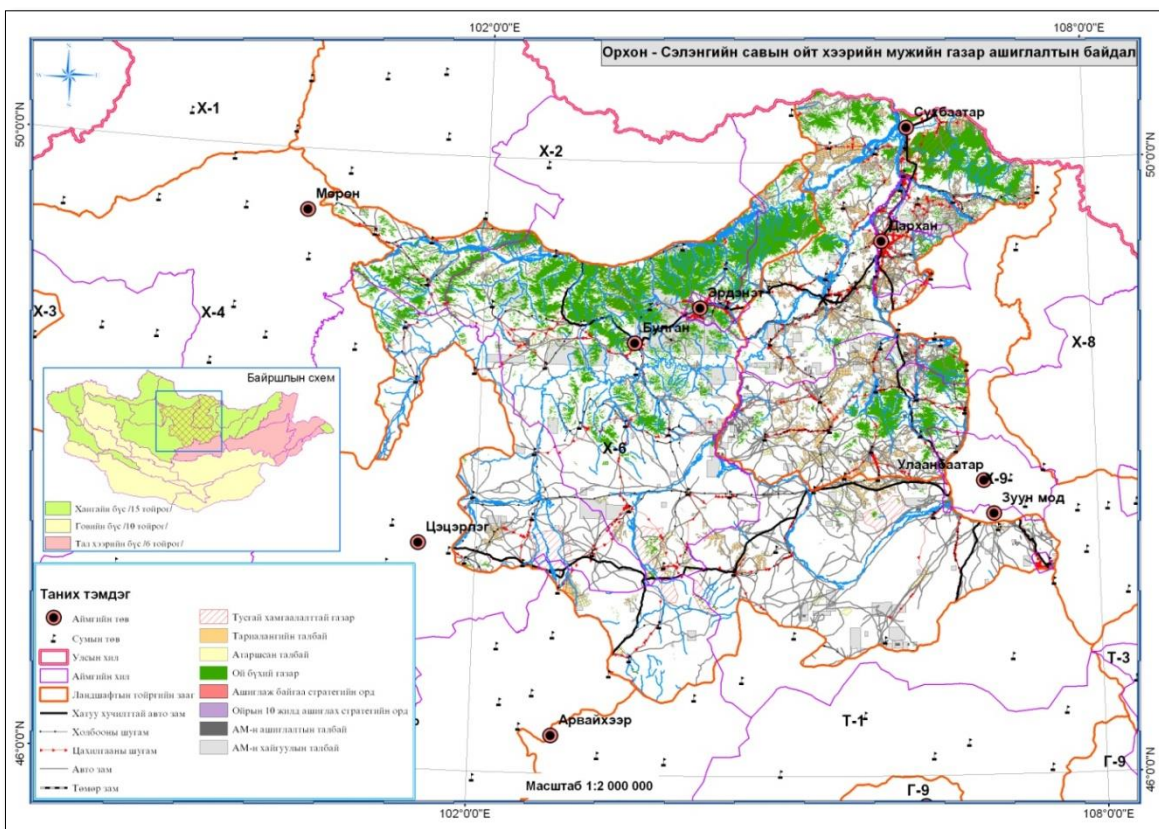 102°0'0"E
108°0'0"E
Орхон - Сэлэнгийн савын ойт хээрийн мужийн газар ашиглалтын байдал
50°0'0"N
50°0'0"N
Х-1
Х-2
Сүхбаатар
Мөрөн
Дархан
Х-3
Х-4
Эрдэнэт
Х-7
Булган
Х-8
Байршлын схем
Хангайн бүс /15 тойрог/
Говийн бүс /10 тойрог/
Тал хээрийн бүс /6 тойрог/
Х-6
Улаанбаатар
Х-9
Зуун мод
Цэцэрлэг
Таних тэмдэг
Аймгийн төв
Сумын төв
Улсын хил
Аймгийн хил
Ландшафтын тойргийн зааг
Хатуу хучилттай авто зам
Холбооны шугам
Цахилгааны шугам
Авто зам
Төмөр зам
Тусгай хамгаалалттай газар
Тариалангийн талбай
Атаршсан талбай
Ой бүхий газар
Ашиглаж байгаа стратегийн орд
Ойрын 10 жилд ашиглах стратегийн орд
АМ-н ашиглалтын талбай
АМ-н хайгуулын талбай
Т-3
Арвайхээр
Т-1
Г-9
46°0'0"N
46°0'0"N
Масштаб 1:2 000 000
Г-9
102°0'0"E
108°0'0"E